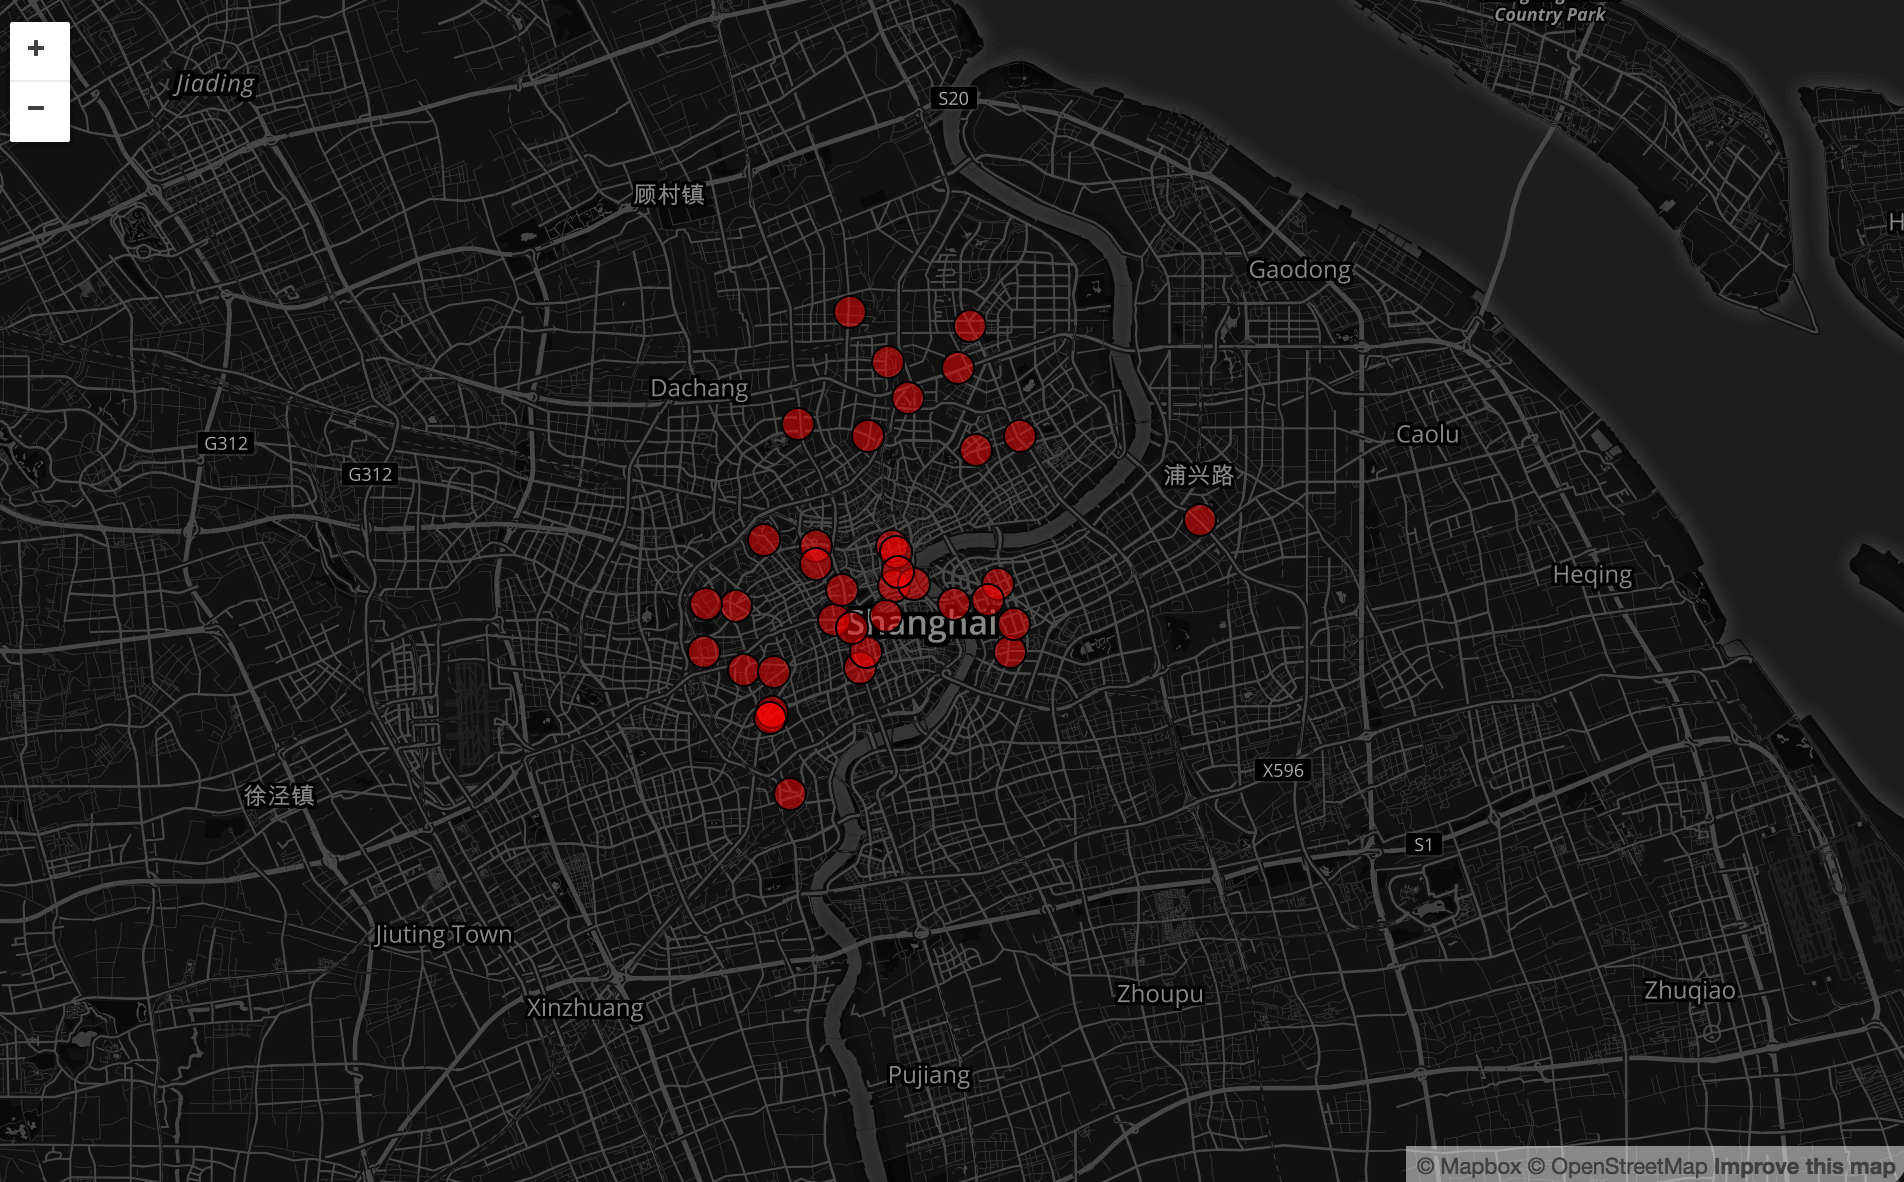 Country Park
+
−
Jiading
S20
顾村镇
Gaodong
Dachang
G312
Caolu
G312
浦兴路
Heqing
Shanghai
X596
徐泾镇
S1
Jiuting Town
Zhuqiao
Zhoupu
Xinzhuang
Pujiang
© Mapbox © OpenStreetMap Improve this map